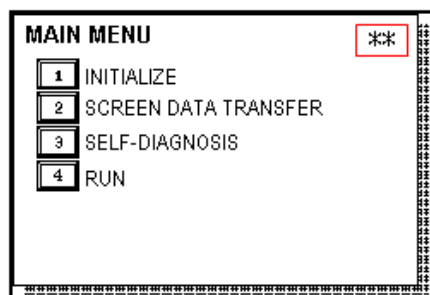 MAIN MENU **
1 INITIALIZE
2 SCREEN DATA TRANSFER
3 SELF-DIAGNOSIS
4 RUN